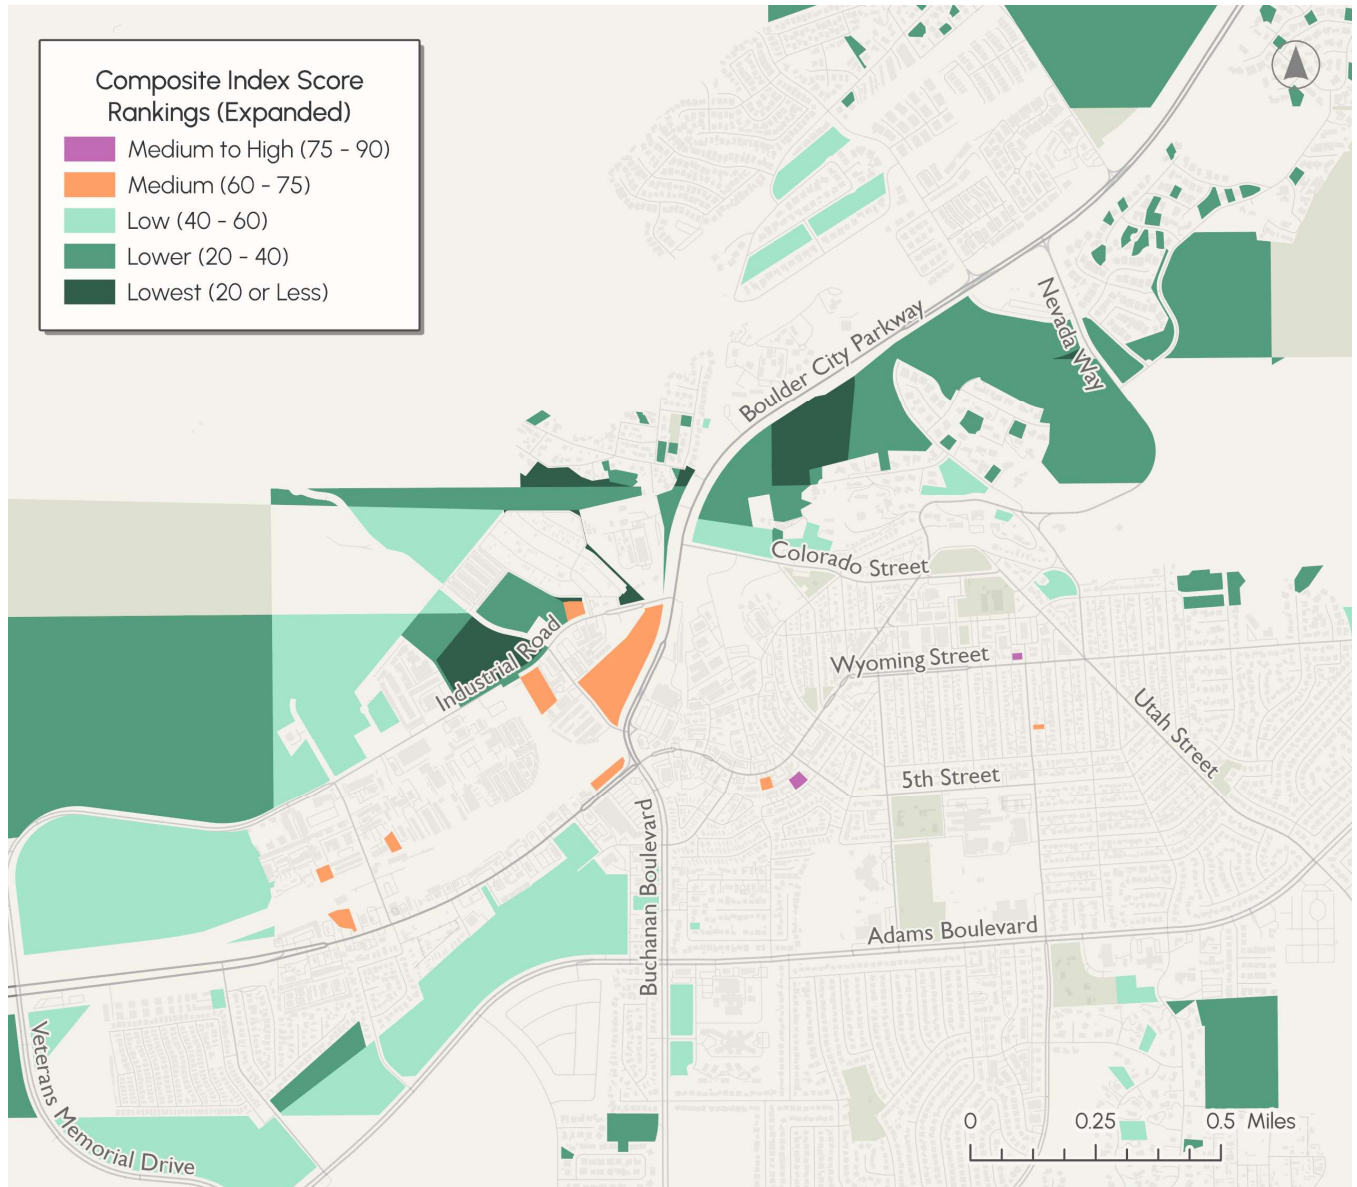 Composite Index Score
Rankings (Expanded)
Medium to High (75 - 90)
Medium (60 - 75)
Low (40 - 60)
Lower (20 - 40)
Lowest (20 or Less)
Nevada Way
Boulder City Parkway
Colorado Street
Industrial Road
Wyoming Street
Utah Street
5th Street
Buchanan Boulevard
Adams Boulevard
Veterans Memorial Drive
0 0.25 0.5 Miles